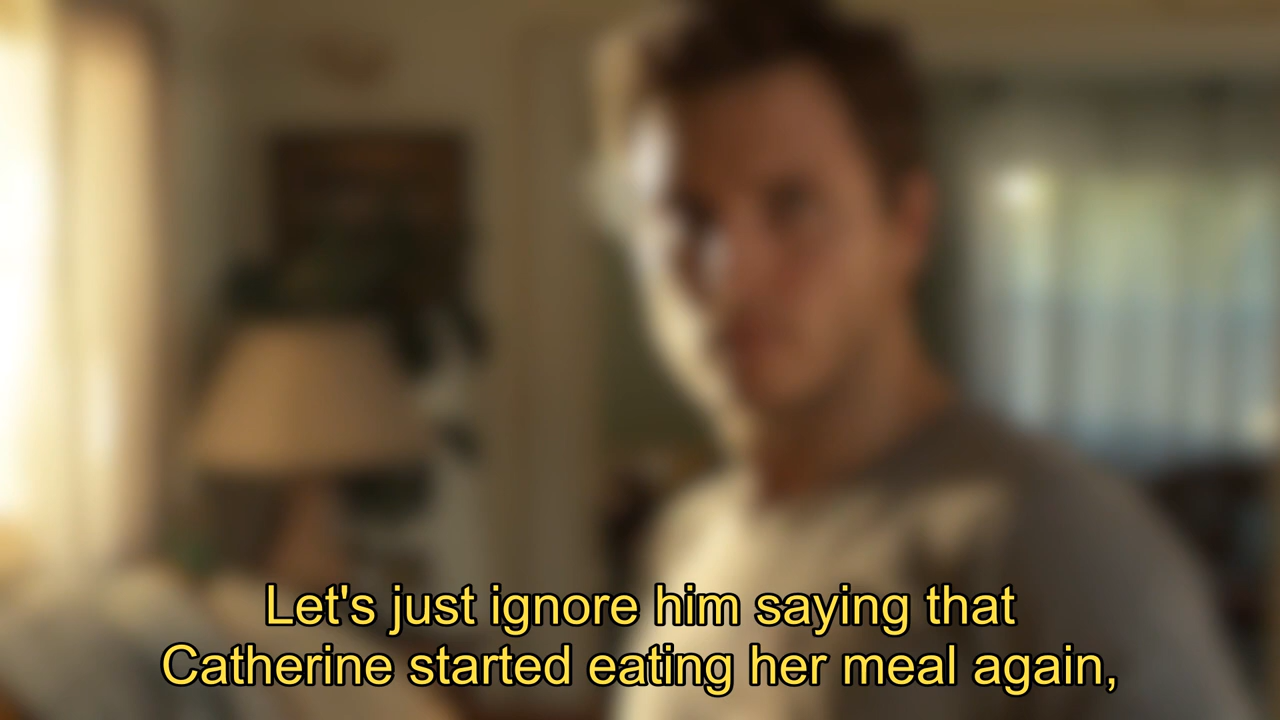 Let's just ignore him saying that
Catherine started eating her meal again,